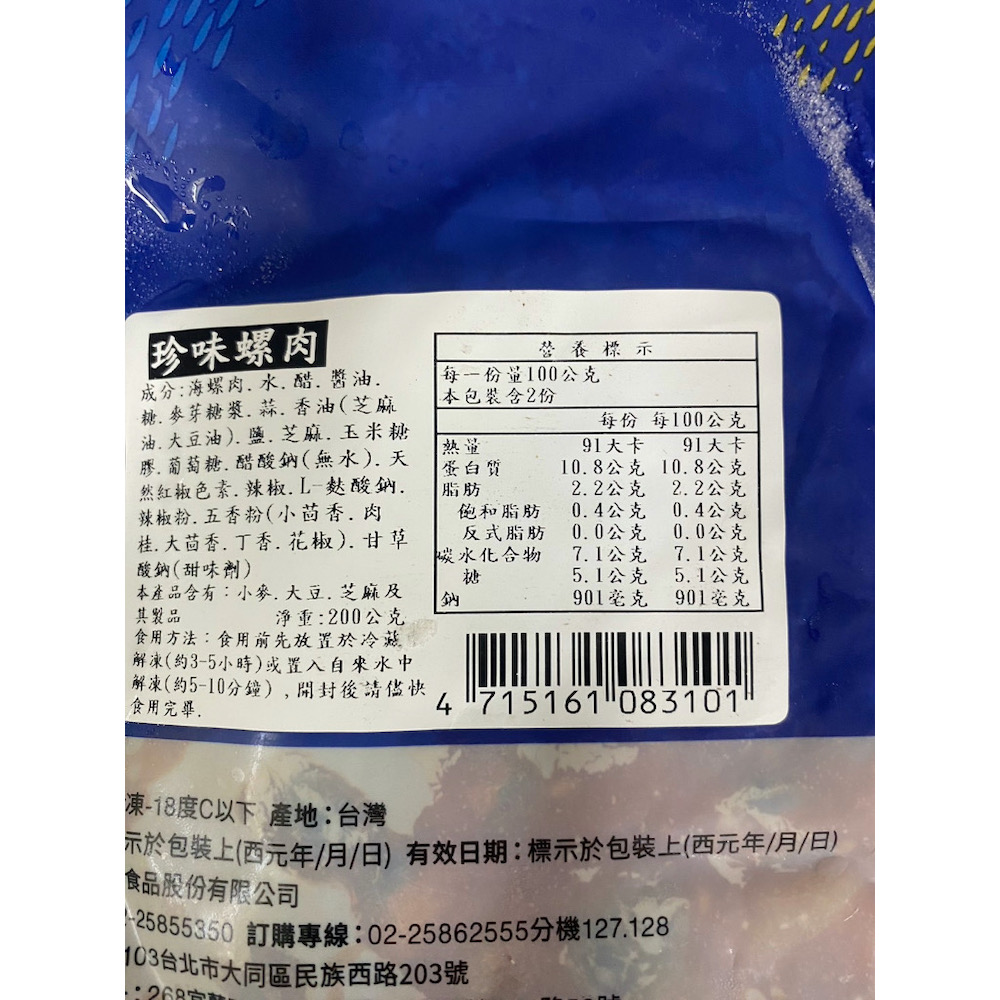 珍味螺肉
成分:海螺肉.水.醋.醬油.
糖.麥芽糖漿.蒜.香油(芝麻
油.大豆油).鹽.芝麻.玉米糖
膠.葡萄糖.醋酸鈉(無水).天
然紅椒色素.辣椒.L-麩酸鈉.
辣椒粉.五香粉(小茴香.肉
桂.大茴香.丁香.花椒).甘草
酸鈉(甜味劑)
本產品含有:小麥.大豆.芝麻及
其製品 淨重:200公克
食用方法:食用前先放置於冷藏
解凍(約3-5小時)或置入自來水中
解凍(約5-10分鐘),開封後請儘快
食用完畢.
營養標示
每一份量100公克
本包裝含2份
每份 每100公克
熱量 91大卡 91大卡
蛋白質 10.8公克 10.8公克
脂肪 2.2公克 2.2公克
飽和脂肪 0.4公克 0.4公克
反式脂肪 0.0公克 0.0公克
碳水化合物 7.1公克 7.1公克
糖 5.1公克 5.1公克
鈉 901毫克 901毫克
4 715161 083101
凍-18度C以下 產地:台灣
示於包裝上(西元年/月/日) 有效日期:標示於包裝上(西元年/月/日)
食品股份有限公司
-25855350 訂購專線:02-25862555分機127.128
103台北市大同區民族西路203號
:268宜